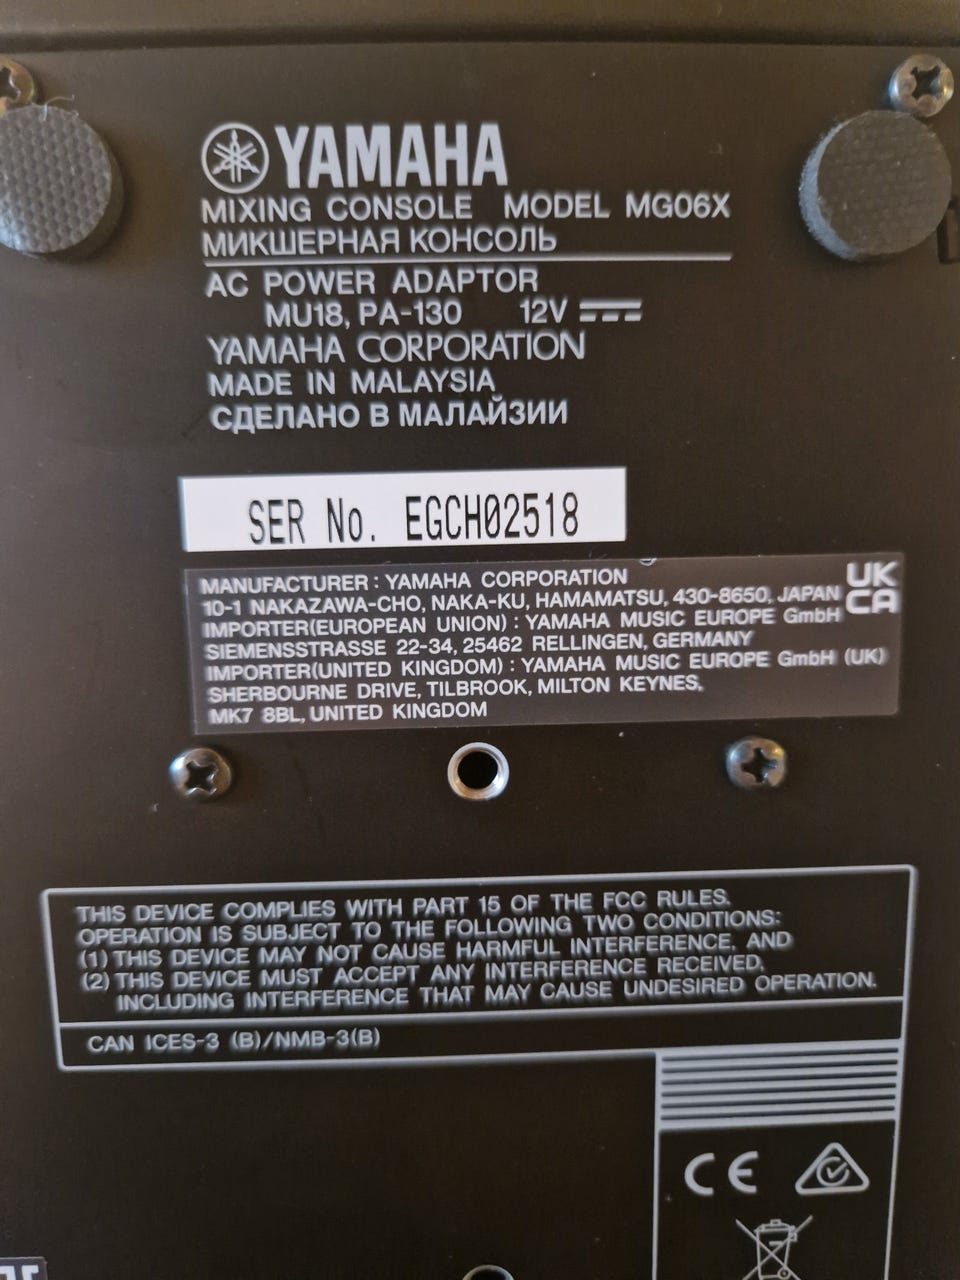 YAMAHA
MIXING CONSOLE MODEL MG06X
МИКШЕРНАЯ КОНСОЛЬ
AC POWER ADAPTOR
MU18, PA-130 12V
YAMAHA CORPORATION
MADE IN MALAYSIA
СДЕЛАНО В МАЛАЙЗИИ
SER No. EGCH02518
MANUFACTURER : YAMAHA CORPORATION
10-1 NAKAZAWA-CHO, NAKA-KU, HAMAMATSU, 430-8650, JAPAN
IMPORTER(EUROPEAN UNION) : YAMAHA MUSIC EUROPE GmbH
SIEMENSSTRASSE 22-34, 25462 RELLINGEN, GERMANY
IMPORTER(UNITED KINGDOM) : YAMAHA MUSIC EUROPE GmbH (UK)
SHERBOURNE DRIVE, TILBROOK, MILTON KEYNES,
MK7 8BL, UNITED KINGDOM
UK
CA
THIS DEVICE COMPLIES WITH PART 15 OF THE FCC RULES.
OPERATION IS SUBJECT TO THE FOLLOWING TWO CONDITIONS:
(1) THIS DEVICE MAY NOT CAUSE HARMFUL INTERFERENCE, AND
(2) THIS DEVICE MUST ACCEPT ANY INTERFERENCE RECEIVED,
INCLUDING INTERFERENCE THAT MAY CAUSE UNDESIRED OPERATION.
CAN ICES-3 (B)/NMB-3(B)
CE